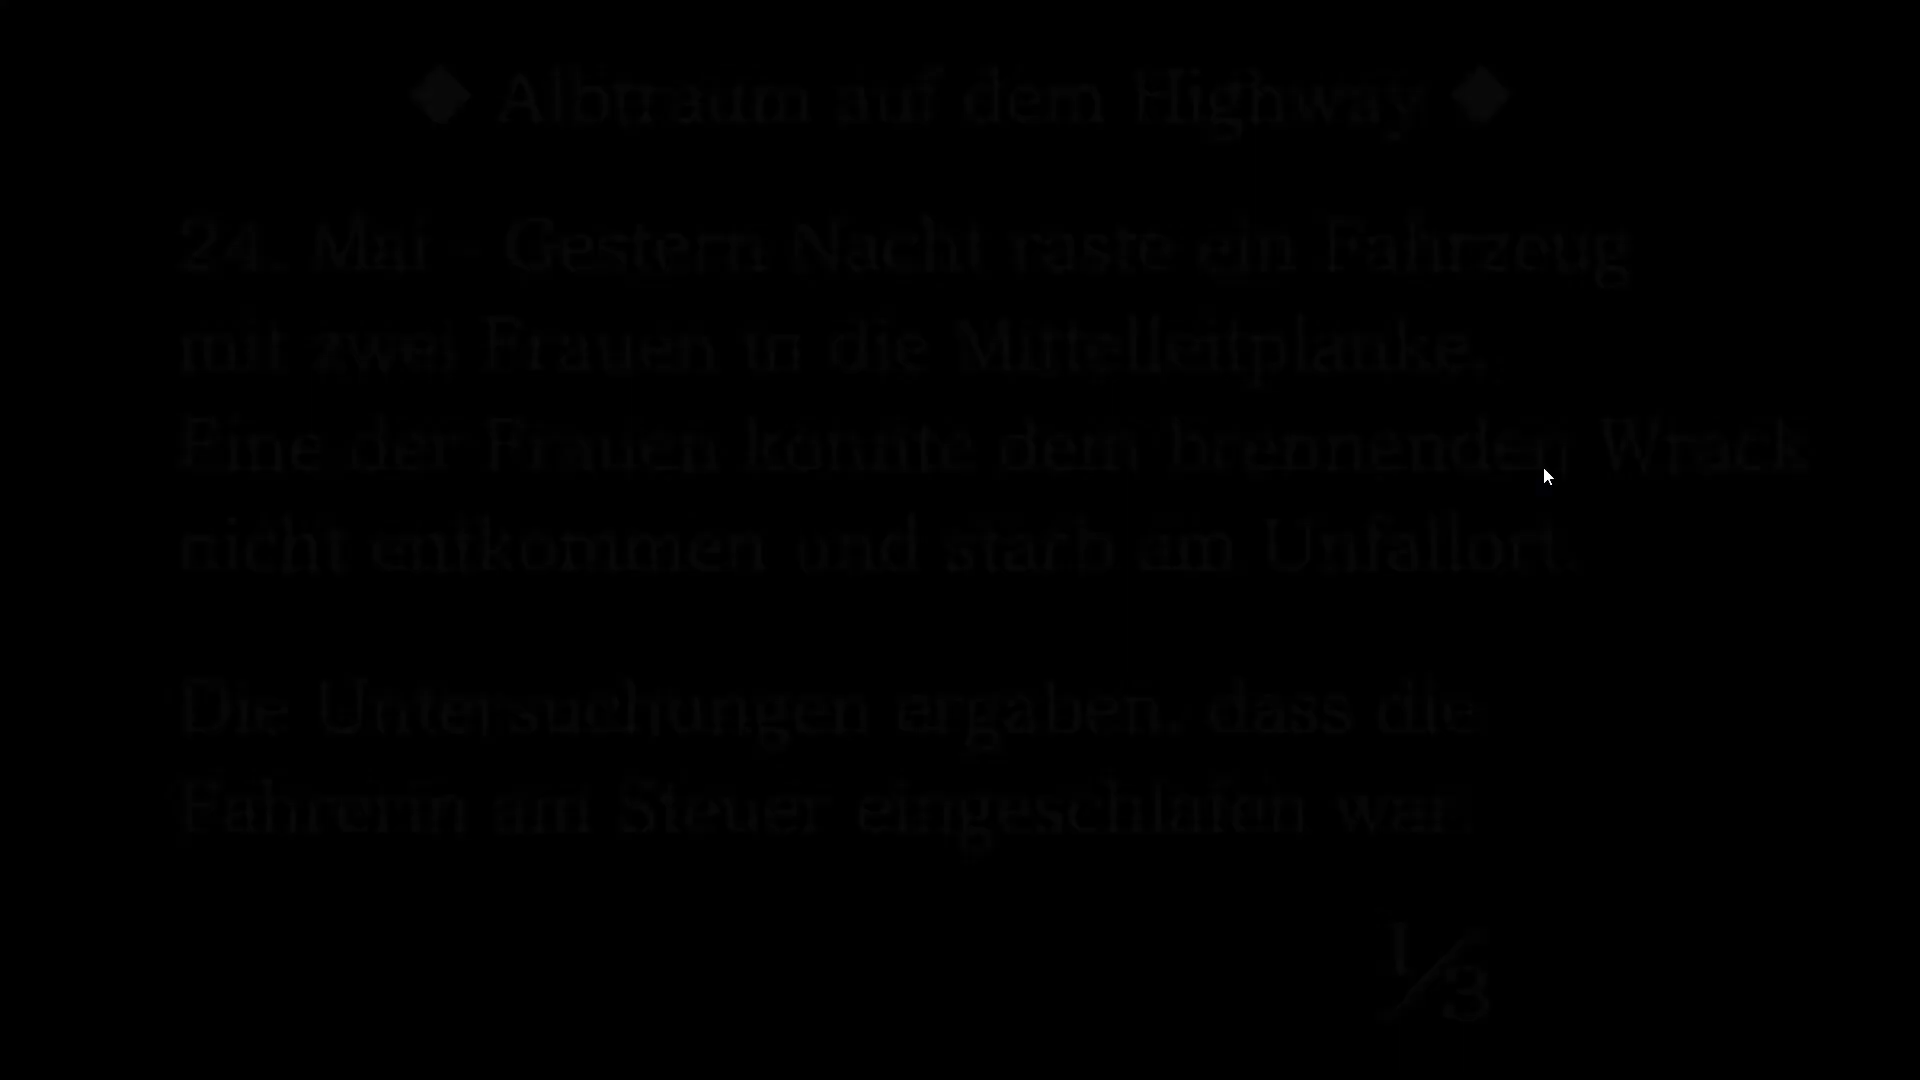 ◆ Albtraum auf dem Highway ◆
24. Mai - Gestern Nacht raste ein Fahrzeug
mit zwei Frauen in die Mittelleitplanke.
Eine der Frauen konnte dem brennenden Wrack
nicht entkommen und starb am Unfallort.
Die Untersuchungen ergaben, dass die
Fahrerin am Steuer eingeschlafen war.
1/3